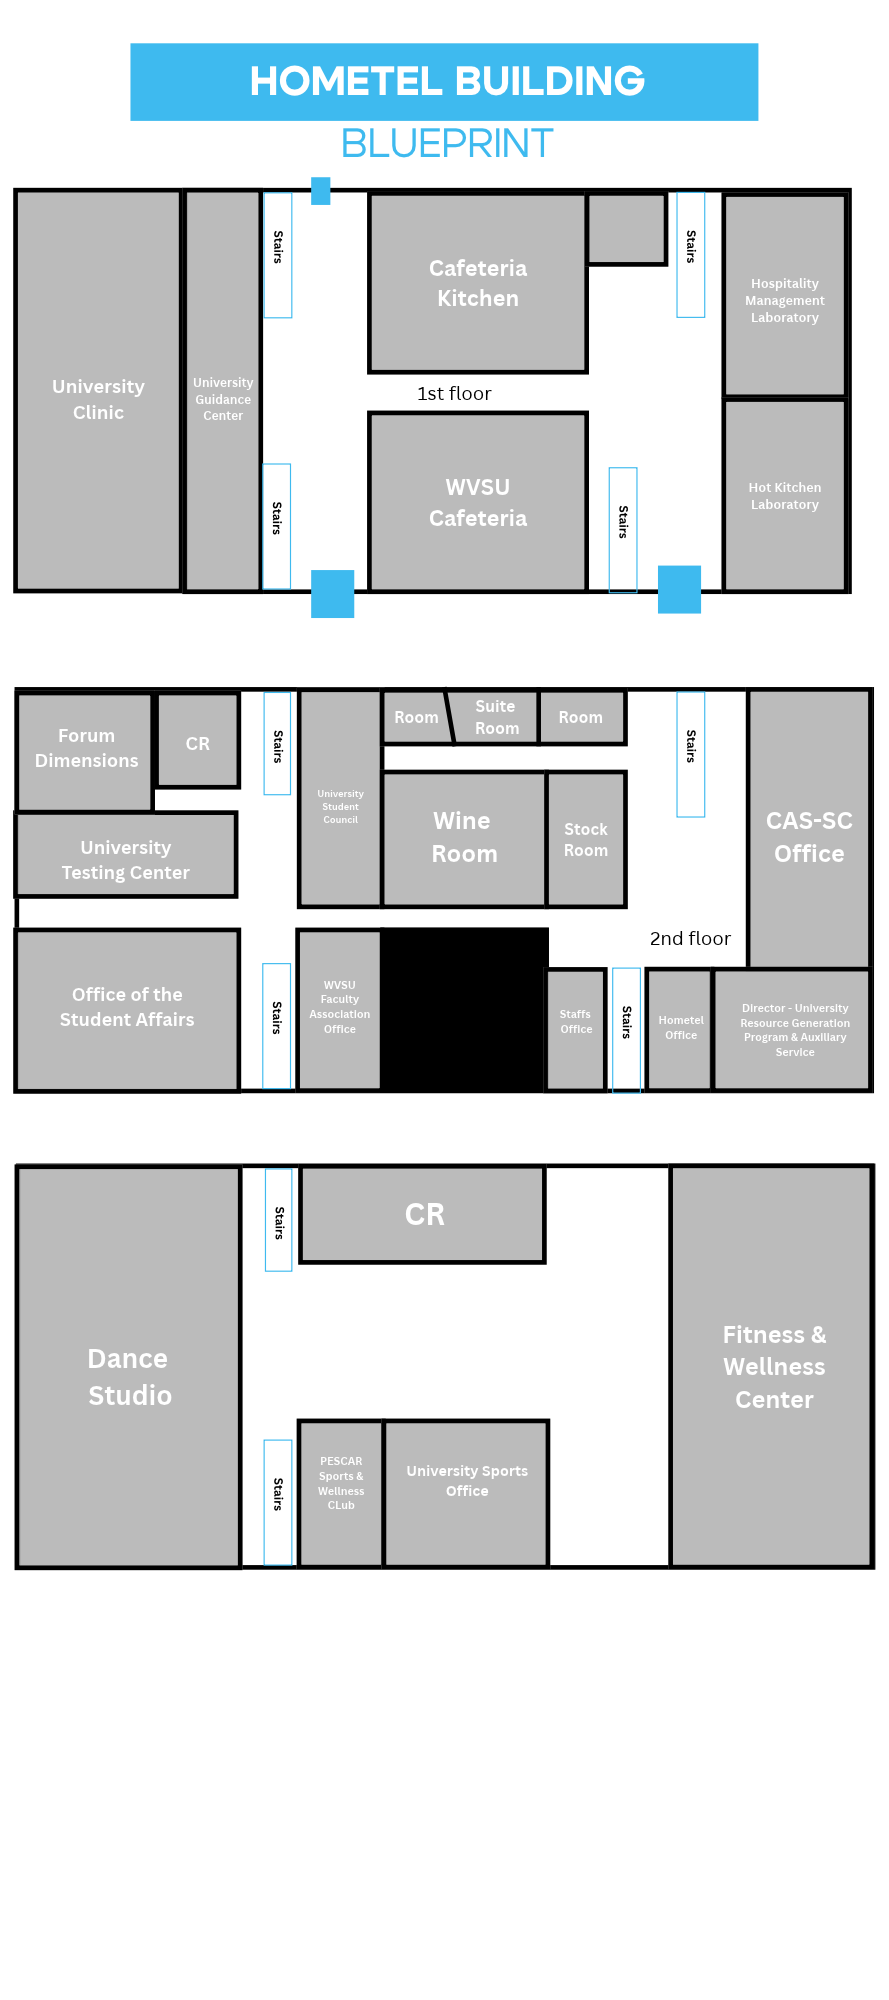 HOMETEL BUILDING
BLUEPRINT
Stairs
Stairs
Cafeteria
Kitchen
Hospitality
Management
Laboratory
University
Clinic
University
Guidance
Center
1st floor
WVSU
Cafeteria
Hot Kitchen
Laboratory
Stairs
Stairs
Forum
Dimensions
CR
Stairs
University
Student
Council
Room
Suite
Room
Room
Stairs
University
Testing Center
Wine
Room
Stock
Room
CAS-SC
Office
2nd floor
Office of the
Student Affairs
Stairs
WVSU
Faculty
Association
Office
Staffs
Office
Stairs
Hometel
Office
Director - University
Resource Generation
Program & Auxiliary
Service
Stairs
CR
Dance
Studio
Fitness &
Wellness
Center
Stairs
PESCAR
Sports &
Wellness
CLub
University Sports
Office